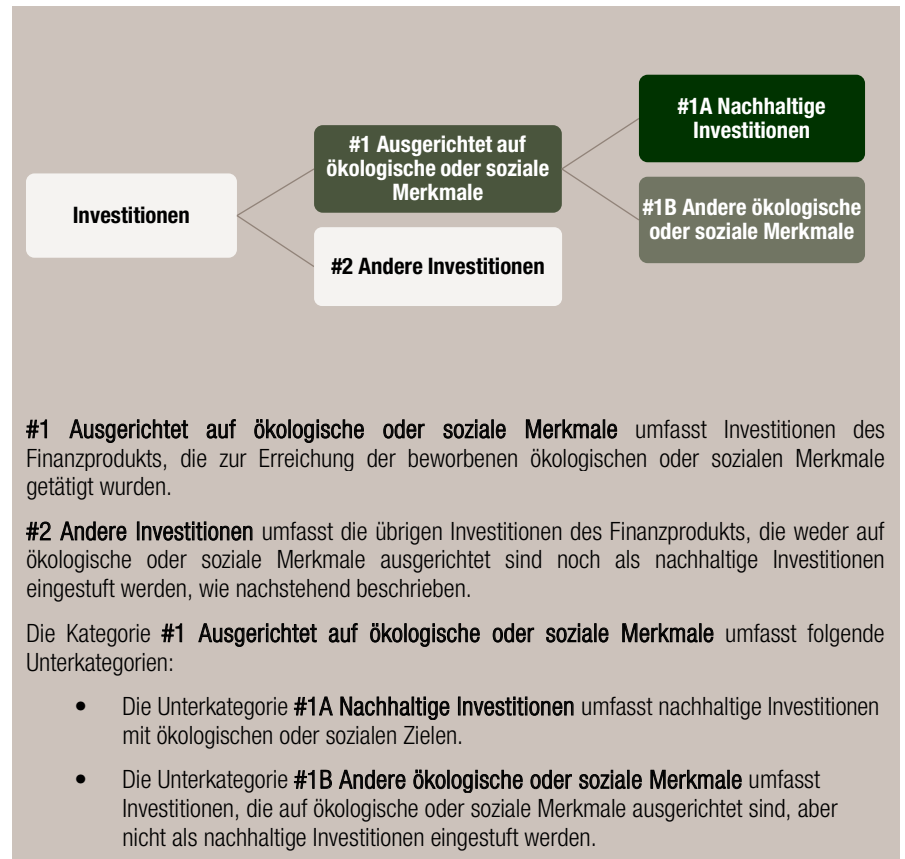 Investitionen
#1 Ausgerichtet auf
ökologische oder soziale
Merkmale
#2 Andere Investitionen
#1A Nachhaltige
Investitionen
#1B Andere ökologische
oder soziale Merkmale
#1 Ausgerichtet auf ökologische oder soziale Merkmale umfasst Investitionen des
Finanzprodukts, die zur Erreichung der beworbenen ökologischen oder sozialen Merkmale
getätigt wurden.
#2 Andere Investitionen umfasst die übrigen Investitionen des Finanzprodukts, die weder auf
ökologische oder soziale Merkmale ausgerichtet sind noch als nachhaltige Investitionen
eingestuft werden, wie nachstehend beschrieben.
Die Kategorie #1 Ausgerichtet auf ökologische oder soziale Merkmale umfasst folgende
Unterkategorien:
• Die Unterkategorie #1A Nachhaltige Investitionen umfasst nachhaltige Investitionen
mit ökologischen oder sozialen Zielen.
• Die Unterkategorie #1B Andere ökologische oder soziale Merkmale umfasst
Investitionen, die auf ökologische oder soziale Merkmale ausgerichtet sind, aber
nicht als nachhaltige Investitionen eingestuft werden.